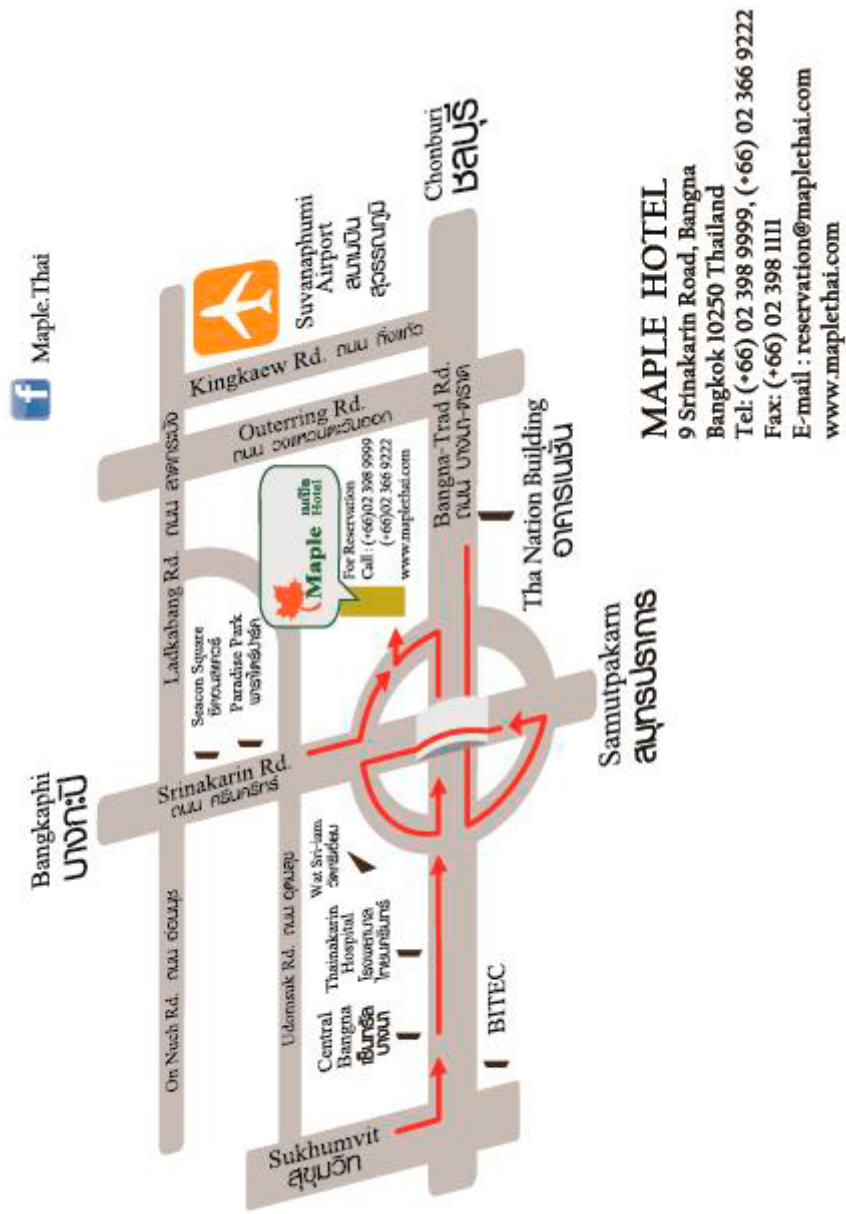 Maple.Thai
Bangkaphi
บางกะปิ
On Nuch Rd. ถนน อ่อนนุช
Ladkabang Rd. ถนน ลาดกระบัง
Srinakarin Rd.
ถนน ศรีนครินทร์
Seacon Square
ซีคอนสแควร์
Paradise Park
พาราไดซ์ปาร์ค
Kingkaew Rd. ถนน กิ่งแก้ว
Outerring Rd.
ถนน วงแหวนตะวันออก
Suvanaphumi
Airport
สนามบิน
สุวรรณภูมิ
Udomsuk Rd. ถนน อุดมสุข
Maple เมเปิล
Hotel
For Reservation
Call : (+66)02 398 9999
(+66)02 366 9222
www.maplethai.com
Sukhumvit
สุขุมวิท
Central
Bangna
เซ็นทรัล
บางนา
Thainakarin
Hospital
โรงพยาบาล
ไทยนครินทร์
Wat Sri-iam
วัดศรีเอี่ยม
Bangna-Trad Rd.
ถนน บางนา-ตราด
Chonburi
ชลบุรี
BITEC
Tha Nation Building
อาคารเนชั่น
Samutpakarn
สมุทรปราการ
MAPLE HOTEL
9 Srinakarin Road, Bangna
Bangkok 10250 Thailand
Tel: (+66) 02 398 9999, (+66) 02 366 9222
Fax: (+66) 02 398 1111
E-mail : reservation@maplethai.com
www.maplethai.com